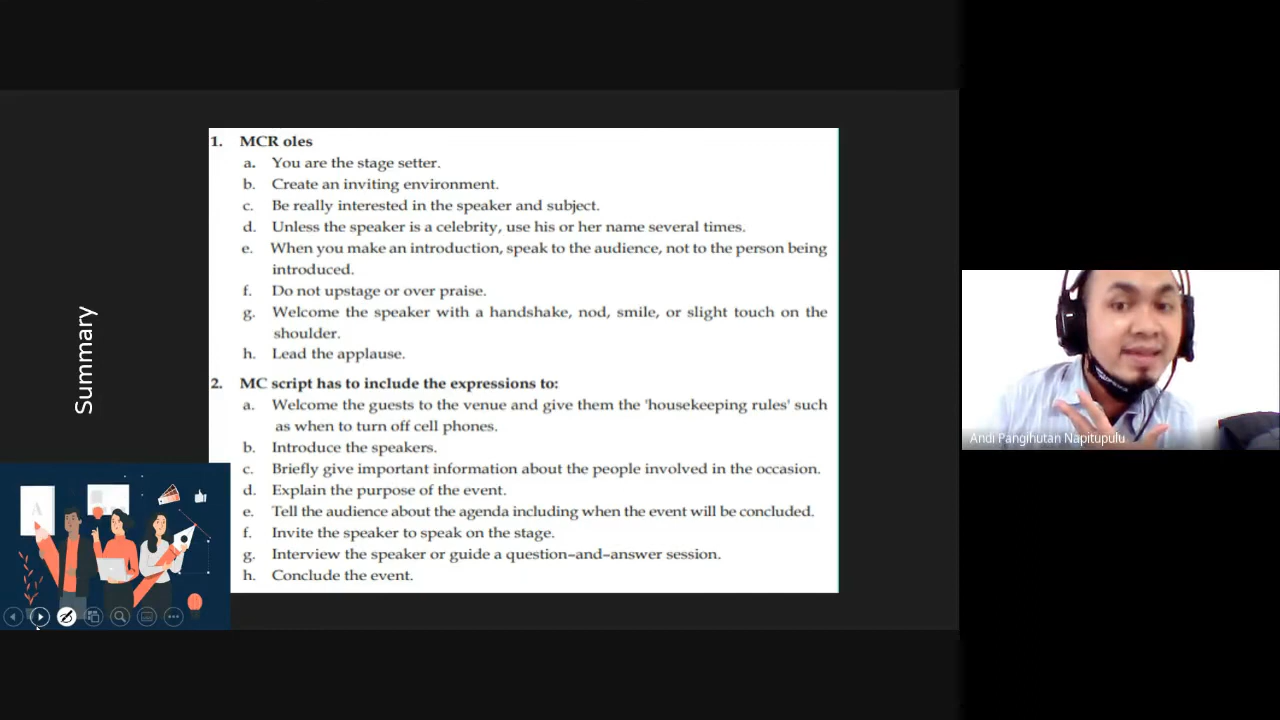 Summary
1. MCR oles
a. You are the stage setter.
b. Create an inviting environment.
c. Be really interested in the speaker and subject.
d. Unless the speaker is a celebrity, use his or her name several times.
e. When you make an introduction, speak to the audience, not to the person being
introduced.
f. Do not upstage or over praise.
g. Welcome the speaker with a handshake, nod, smile, or slight touch on the
shoulder.
h. Lead the applause.
2. MC script has to include the expressions to:
a. Welcome the guests to the venue and give them the 'housekeeping rules' such
as when to turn off cell phones.
b. Introduce the speakers.
c. Briefly give important information about the people involved in the occasion.
d. Explain the purpose of the event.
e. Tell the audience about the agenda including when the event will be concluded.
f. Invite the speaker to speak on the stage.
g. Interview the speaker or guide a question–and–answer session.
h. Conclude the event.
A
Andi Pangihutan Napitupulu